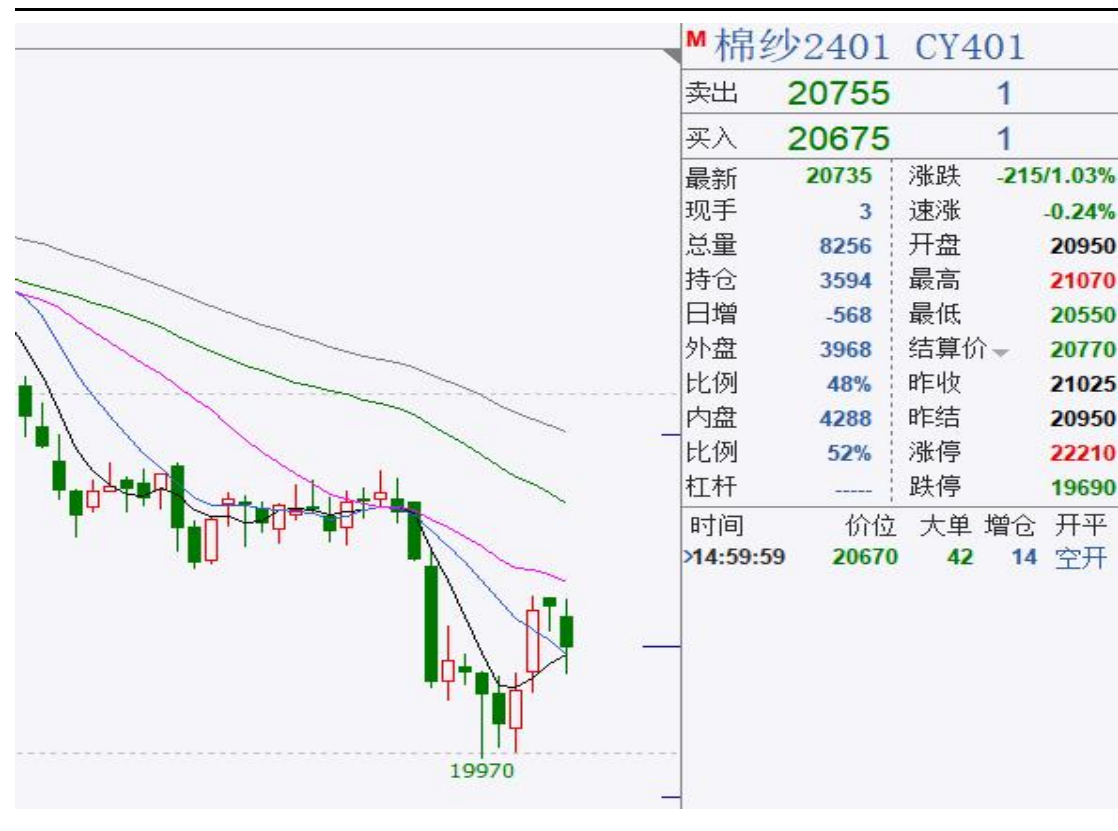 M 棉纱2401 CY401
卖出 20755 1
买入 20675 1
最新 20735 涨跌 -215/1.03%
现手 3 速涨 -0.24%
总量 8256 开盘 20950
持仓 3594 最高 21070
日增 -568 最低 20550
外盘 3968 结算价 20770
比例 48% 昨收 21025
内盘 4288 昨结 20950
比例 52% 涨停 22210
杠杆 ----- 跌停 19690
时间 价位 大单 增仓 开平
>14:59:59 20670 42 14 空开
19970